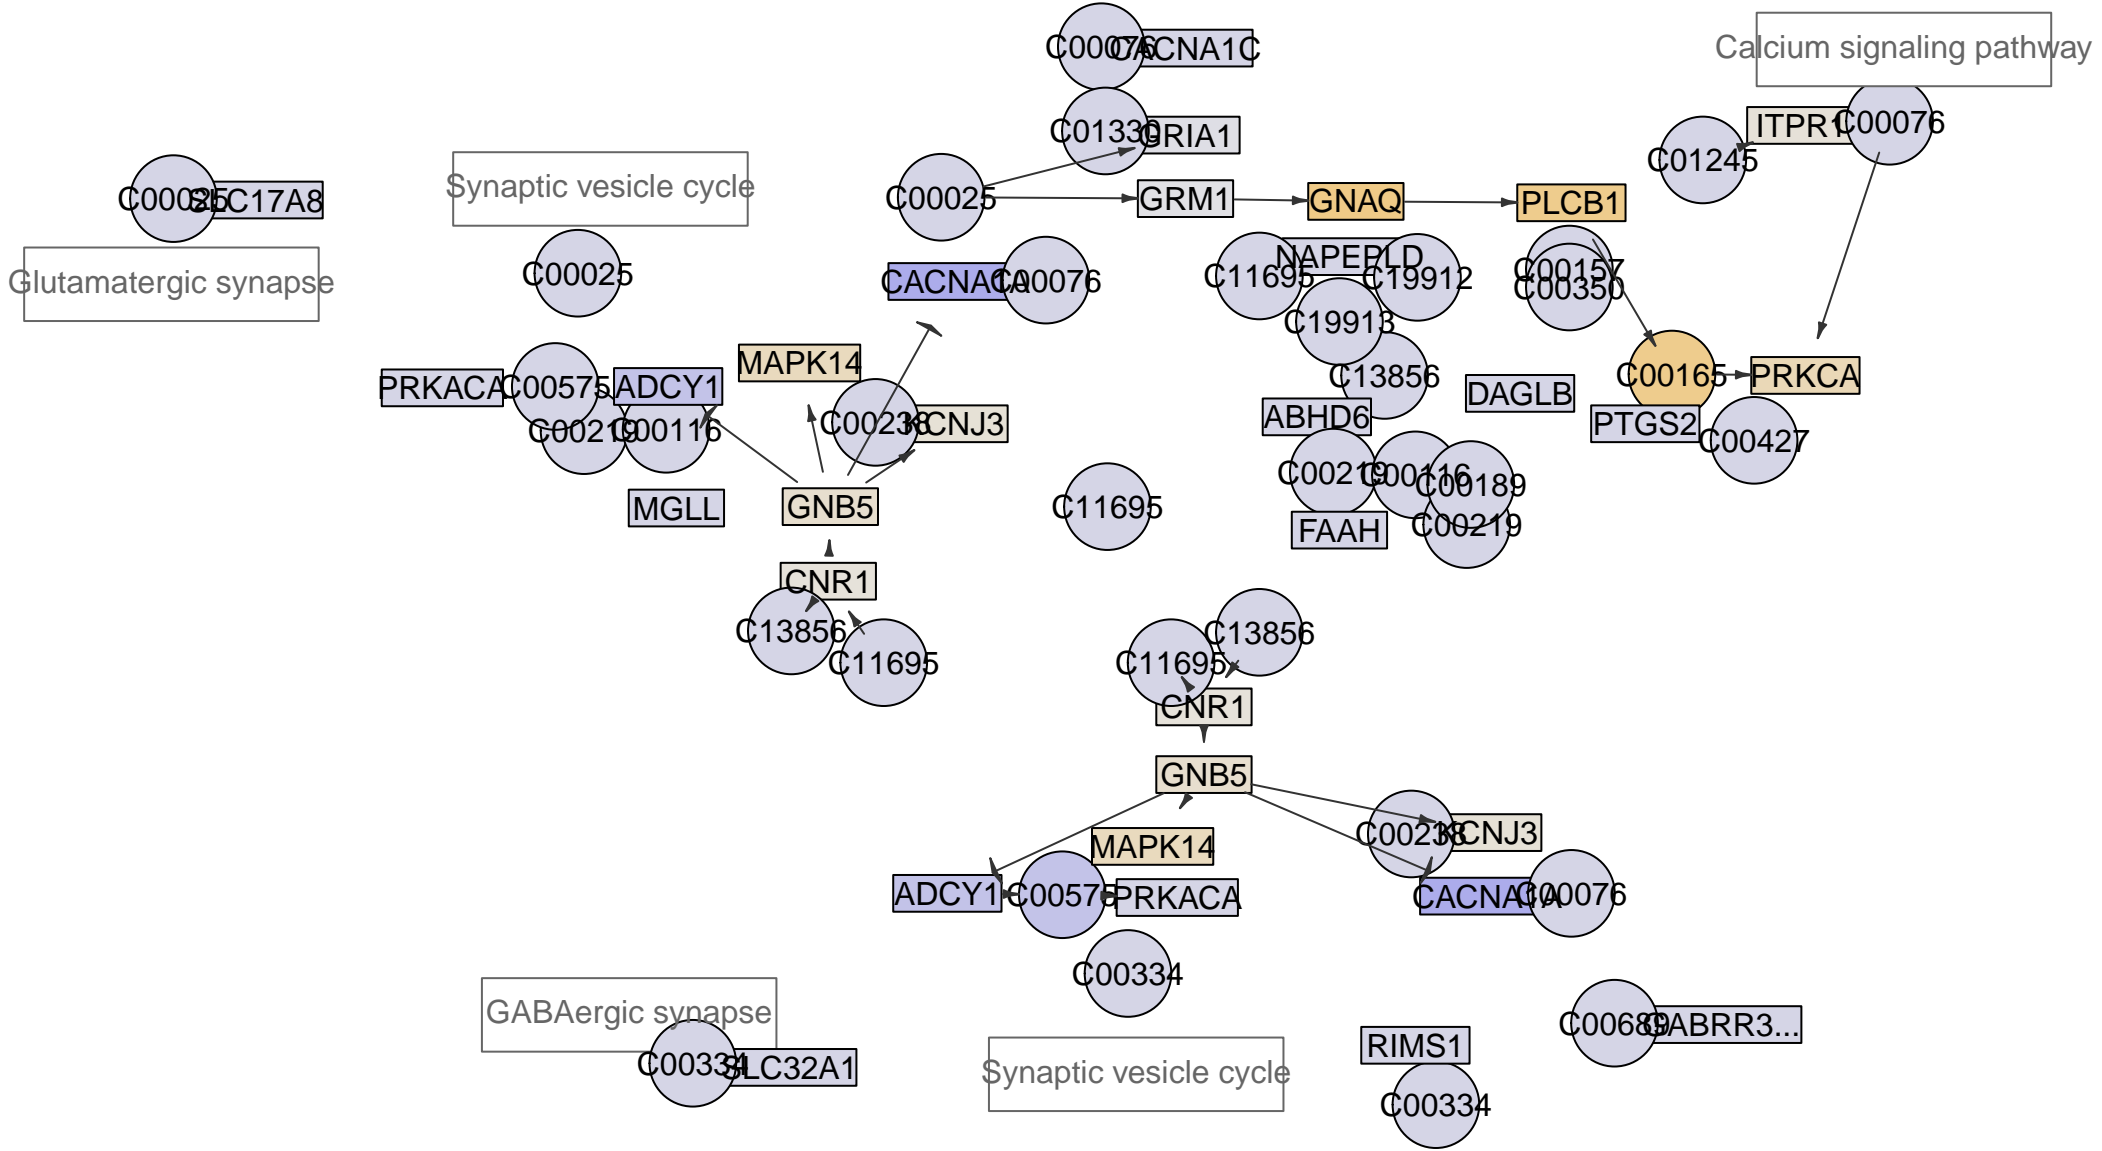 C00076
CACNA1C
Calcium signaling pathway
C01330
GRIA1
ITPR1
C00076
C01245
Synaptic vesicle cycle
C00025
SLC17A8
C00025
GRM1
GNAQ
PLCB1
Glutamatergic synapse
C00025
CACNA1A
C00076
C11695
NAPEPLD
C19912
C00157
C00350
C19913
MAPK14
PRKACA
C00575
ADCY1
C13856
DAGLB
C00165
PRKCA
C00219
C00116
C00238
KCNJ3
ABHD6
PTGS2
C00427
C00219
C00116
C00189
MGLL
GNB5
C11695
FAAH
C00219
CNR1
C13856
C11695
C13856
C11695
CNR1
GNB5
MAPK14
C00238
KCNJ3
ADCY1
C00575
PRKACA
CACNA1A
C00076
C00334
GABAergic synapse
C00334
SLC32A1
Synaptic vesicle cycle
RIMS1
C00689
GABRR3...
C00334